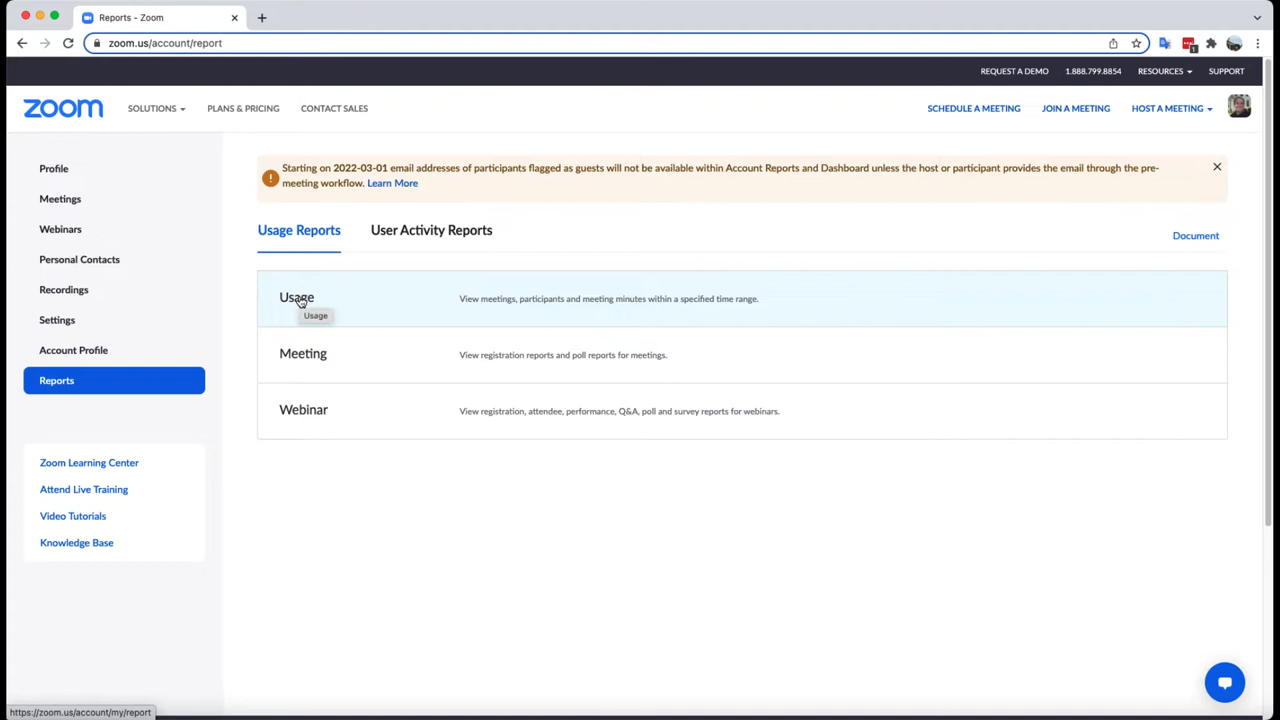 Reports - Zoom
zoom.us/account/report
1
REQUEST A DEMO 1.888.799.8854 RESOURCES SUPPORT
zoom SOLUTIONS PLANS & PRICING CONTACT SALES SCHEDULE A MEETING JOIN A MEETING HOST A MEETING
Profile
Meetings
Webinars
Personal Contacts
Recordings
Settings
Account Profile
Reports
Zoom Learning Center
Attend Live Training
Video Tutorials
Knowledge Base
Starting on 2022-03-01 email addresses of participants flagged as guests will not be available within Account Reports and Dashboard unless the host or participant provides the email through the pre-
meeting workflow. Learn More
Usage Reports User Activity Reports Document
Usage View meetings, participants and meeting minutes within a specified time range.
Usage
Meeting View registration reports and poll reports for meetings.
Webinar View registration, attendee, performance, Q&A, poll and survey reports for webinars.
https://zoom.us/account/my/report